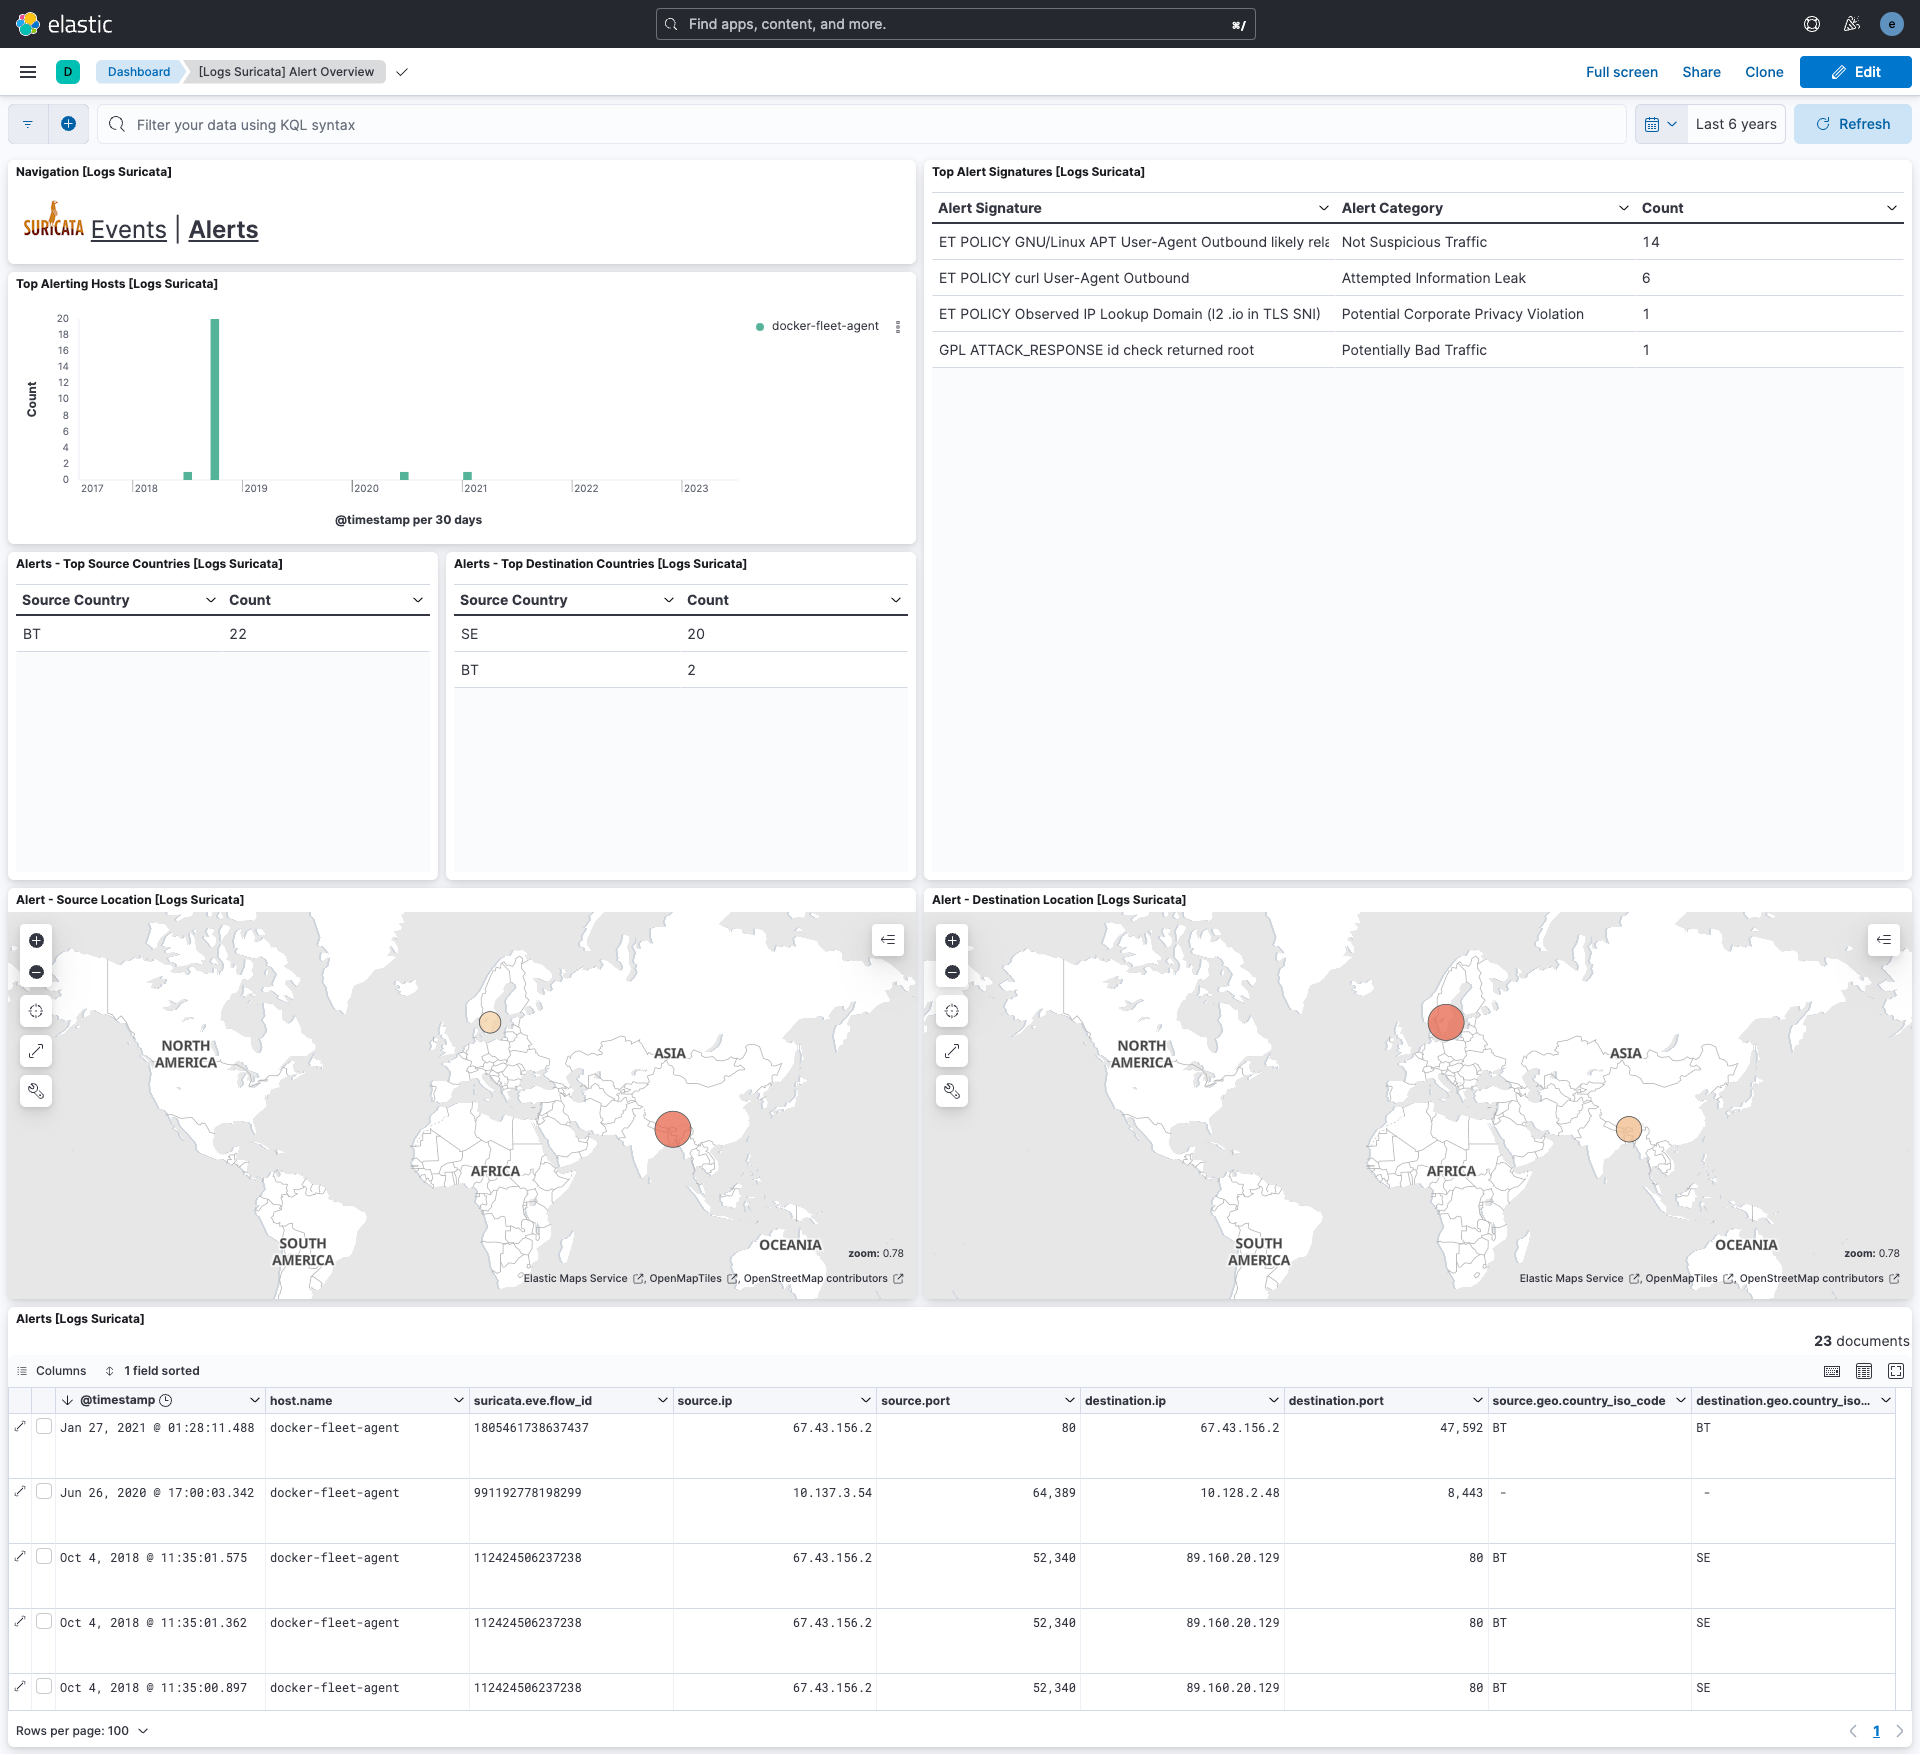 elastic
Find apps, content, and more.
⌘/
e
D
Dashboard
[Logs Suricata] Alert Overview
Full screen
Share
Clone
Edit
Filter your data using KQL syntax
Last 6 years
Refresh
Navigation [Logs Suricata]
SURICATA Events | Alerts
Top Alerting Hosts [Logs Suricata]
20
18
16
14
12
10
8
6
4
2
0
Count
2017 2018 2019 2020 2021 2022 2023
@timestamp per 30 days
docker-fleet-agent
Top Alert Signatures [Logs Suricata]
Alert Signature Alert Category Count
ET POLICY GNU/Linux APT User-Agent Outbound likely rela Not Suspicious Traffic 14
ET POLICY curl User-Agent Outbound Attempted Information Leak 6
ET POLICY Observed IP Lookup Domain (l2 .io in TLS SNI) Potential Corporate Privacy Violation 1
GPL ATTACK_RESPONSE id check returned root Potentially Bad Traffic 1
Alerts - Top Source Countries [Logs Suricata]
Source Country Count
BT 22
Alerts - Top Destination Countries [Logs Suricata]
Source Country Count
SE 20
BT 2
Alert - Source Location [Logs Suricata]
NORTH
AMERICA
ASIA
AFRICA
SOUTH
AMERICA
OCEANIA
zoom: 0.78
Elastic Maps Service , OpenMapTiles , OpenStreetMap contributors
Alert - Destination Location [Logs Suricata]
NORTH
AMERICA
ASIA
AFRICA
SOUTH
AMERICA
OCEANIA
zoom: 0.78
Elastic Maps Service , OpenMapTiles , OpenStreetMap contributors
Alerts [Logs Suricata]
23 documents
Columns 1 field sorted
@timestamp host.name suricata.eve.flow_id source.ip source.port destination.ip destination.port source.geo.country_iso_code destination.geo.country_iso...
Jan 27, 2021 @ 01:28:11.488 docker-fleet-agent 1805461738637437 67.43.156.2 80 67.43.156.2 47,592 BT BT
Jun 26, 2020 @ 17:00:03.342 docker-fleet-agent 991192778198299 10.137.3.54 64,389 10.128.2.48 8,443 - -
Oct 4, 2018 @ 11:35:01.575 docker-fleet-agent 112424506237238 67.43.156.2 52,340 89.160.20.129 80 BT SE
Oct 4, 2018 @ 11:35:01.362 docker-fleet-agent 112424506237238 67.43.156.2 52,340 89.160.20.129 80 BT SE
Oct 4, 2018 @ 11:35:00.897 docker-fleet-agent 112424506237238 67.43.156.2 52,340 89.160.20.129 80 BT SE
Rows per page: 100
1